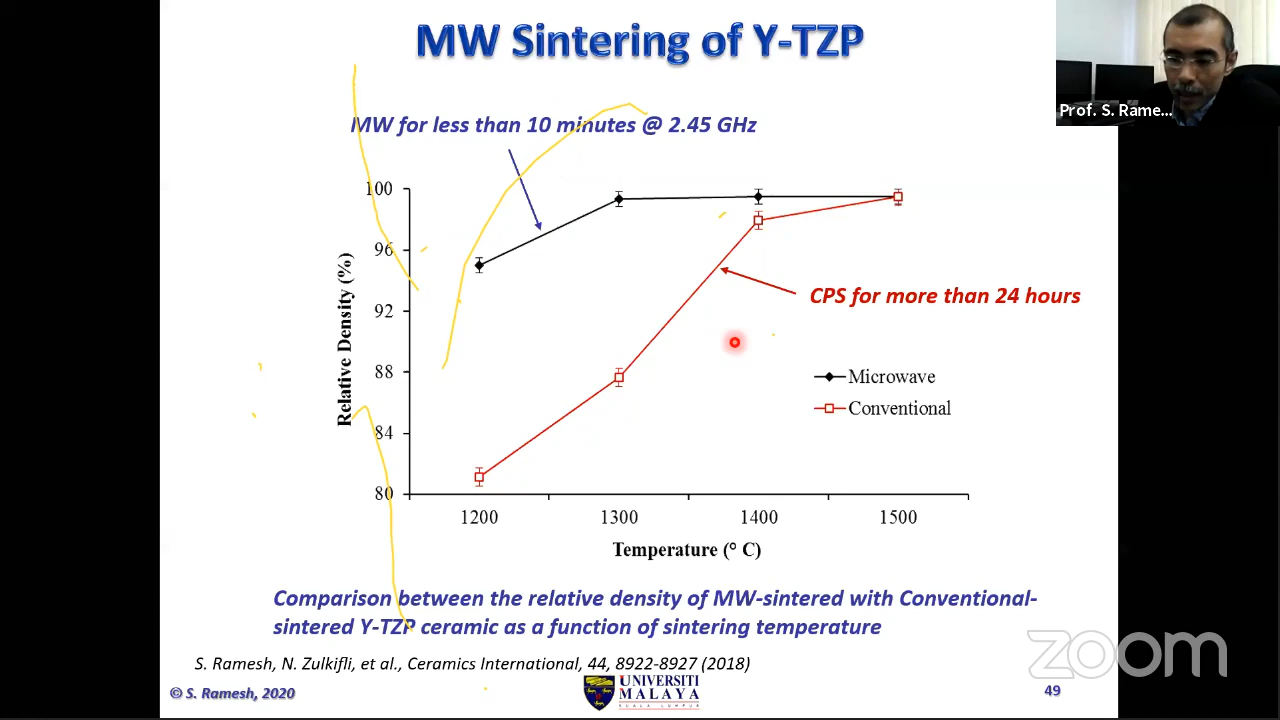 MW Sintering of Y-TZP
Prof. S. Rame...
MW for less than 10 minutes @ 2.45 GHz
100
96
92
88
84
80
Relative Density (%)
CPS for more than 24 hours
Microwave
Conventional
1200 1300 1400 1500
Temperature (° C)
Comparison between the relative density of MW-sintered with Conventional-
sintered Y-TZP ceramic as a function of sintering temperature
S. Ramesh, N. Zulkifli, et al., Ceramics International, 44, 8922-8927 (2018)
© S. Ramesh, 2020
UNIVERSITI
MALAYA
KUALA LUMPUR
49
zoom